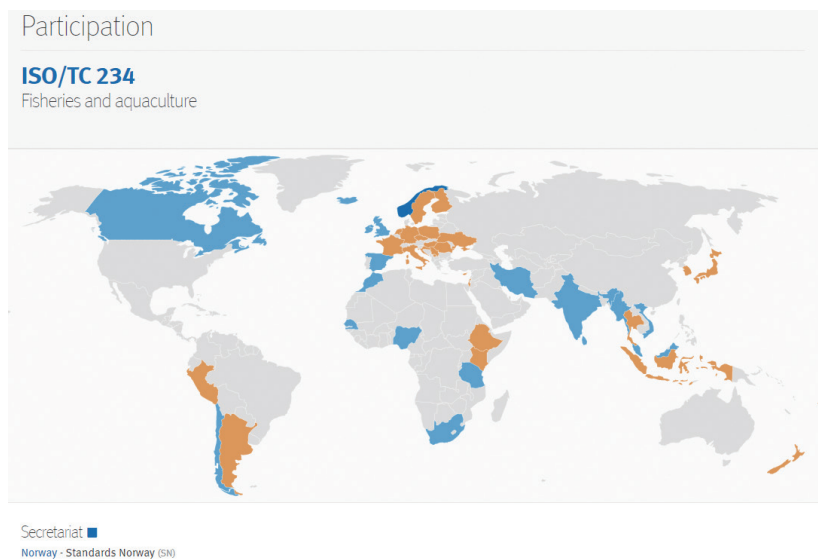 Participation
ISO/TC 234
Fisheries and aquaculture
Secretariat
Norway - Standards Norway (SN)